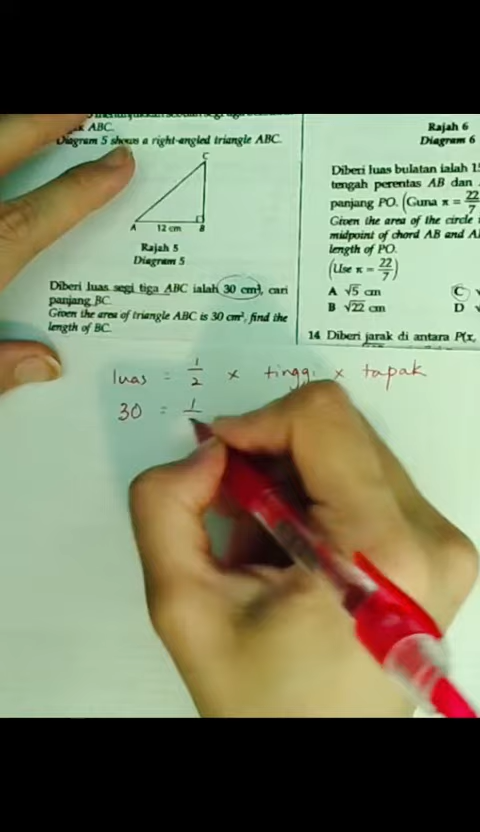 ABC.
Diagram 5 shows a right-angled triangle ABC.
C
A
12 cm
B
Rajah 5
Diagram 5
Diberi luas segi tiga ABC ialah 30 cm², cari
panjang BC.
Given the area of triangle ABC is 30 cm², find the
length of BC.
Rajah 6
Diagram 6
Diberi luas bulatan ialah
tengah perentas AB dan
panjang PO. (Guna π = 22/7
Given the area of the circle
midpoint of chord AB and
length of PO.
(Use π = 22/7)
A √5 cm
C √
B √22 cm
D √
14 Diberi jarak di antara P(x,
luas = 1/2 × tinggi × tapak
30 = 1